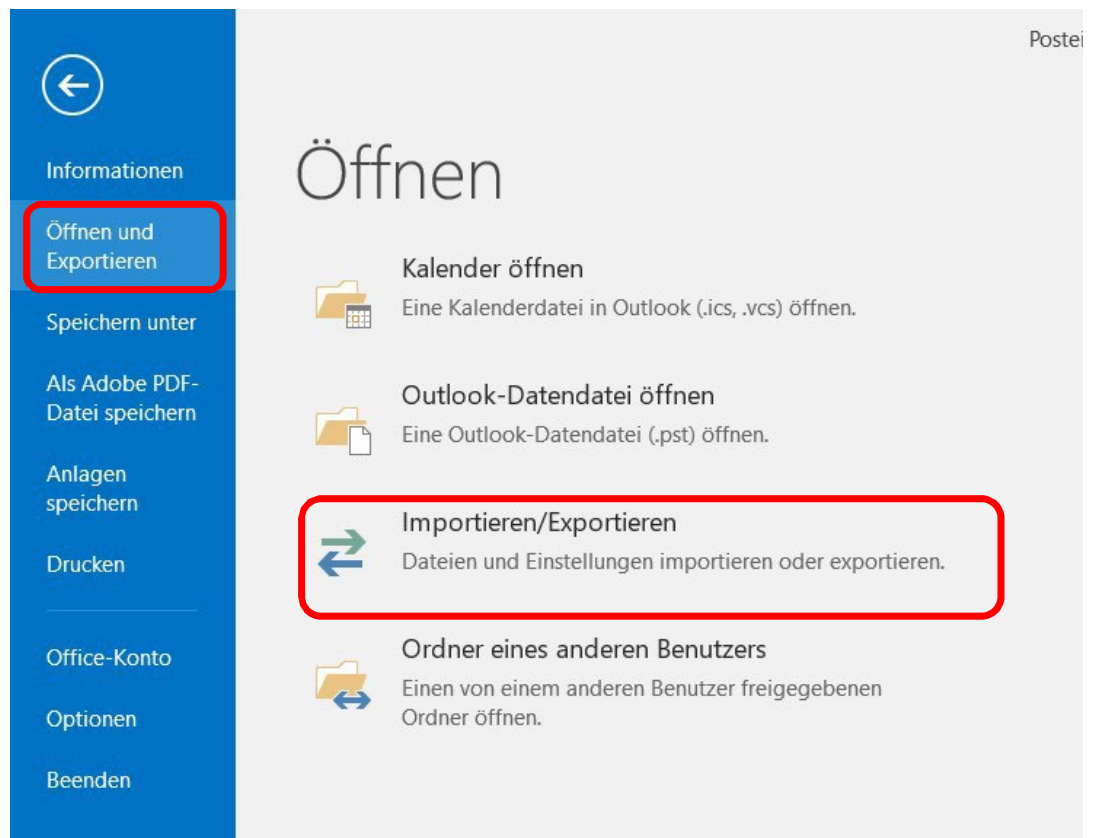 Postei
Informationen
Öffnen und
Exportieren
Speichern unter
Als Adobe PDF-
Datei speichern
Anlagen
speichern
Drucken
Office-Konto
Optionen
Beenden
Öffnen
Kalender öffnen
Eine Kalenderdatei in Outlook (.ics, .vcs) öffnen.
Outlook-Datendatei öffnen
Eine Outlook-Datendatei (.pst) öffnen.
Importieren/Exportieren
Dateien und Einstellungen importieren oder exportieren.
Ordner eines anderen Benutzers
Einen von einem anderen Benutzer freigegebenen
Ordner öffnen.